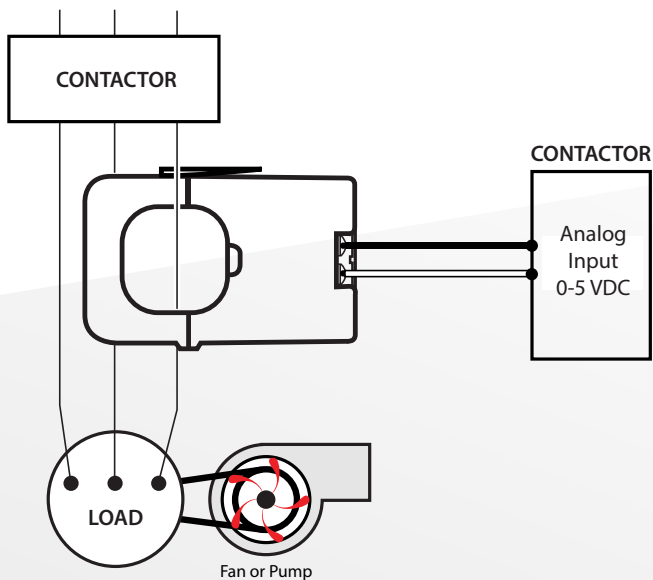 CONTACTOR
CONTACTOR
Analog
Input
0-5 VDC
LOAD
Fan or Pump